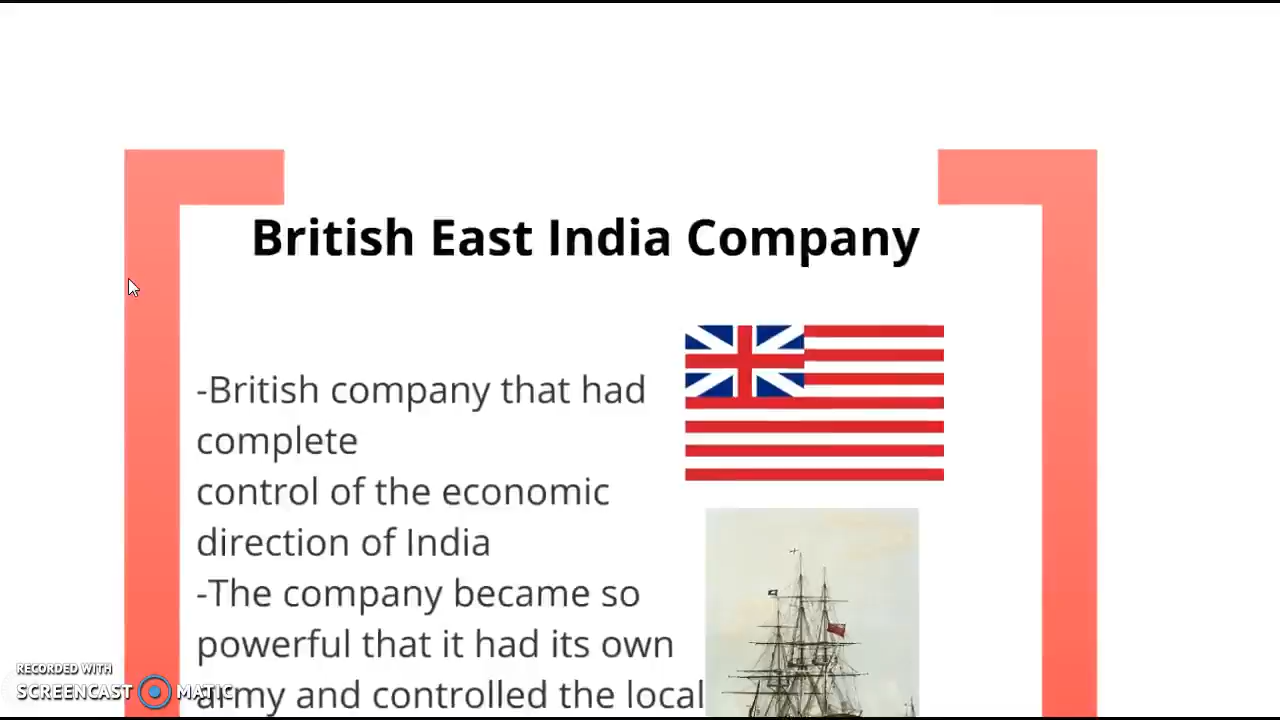 British East India Company
-British company that had
complete
control of the economic
direction of India
-The company became so
powerful that it had its own
army and controlled the local
RECORDED WITH
SCREENCAST MATIC